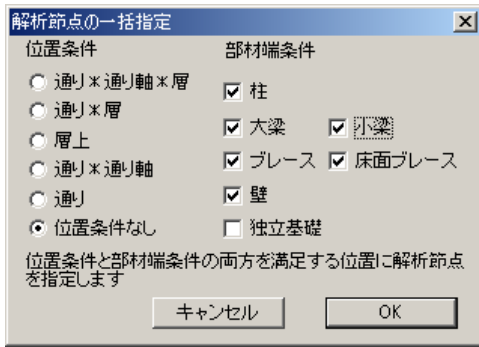 解析節点の一括指定
位置条件
部材端条件
通り*通り軸*層
通り*層
層上
通り*通り軸
通り
位置条件なし
柱
大梁 小梁
ブレース 床面ブレース
壁
独立基礎
位置条件と部材端条件の両方を満足する位置に解析節点
を指定します
キャンセル OK